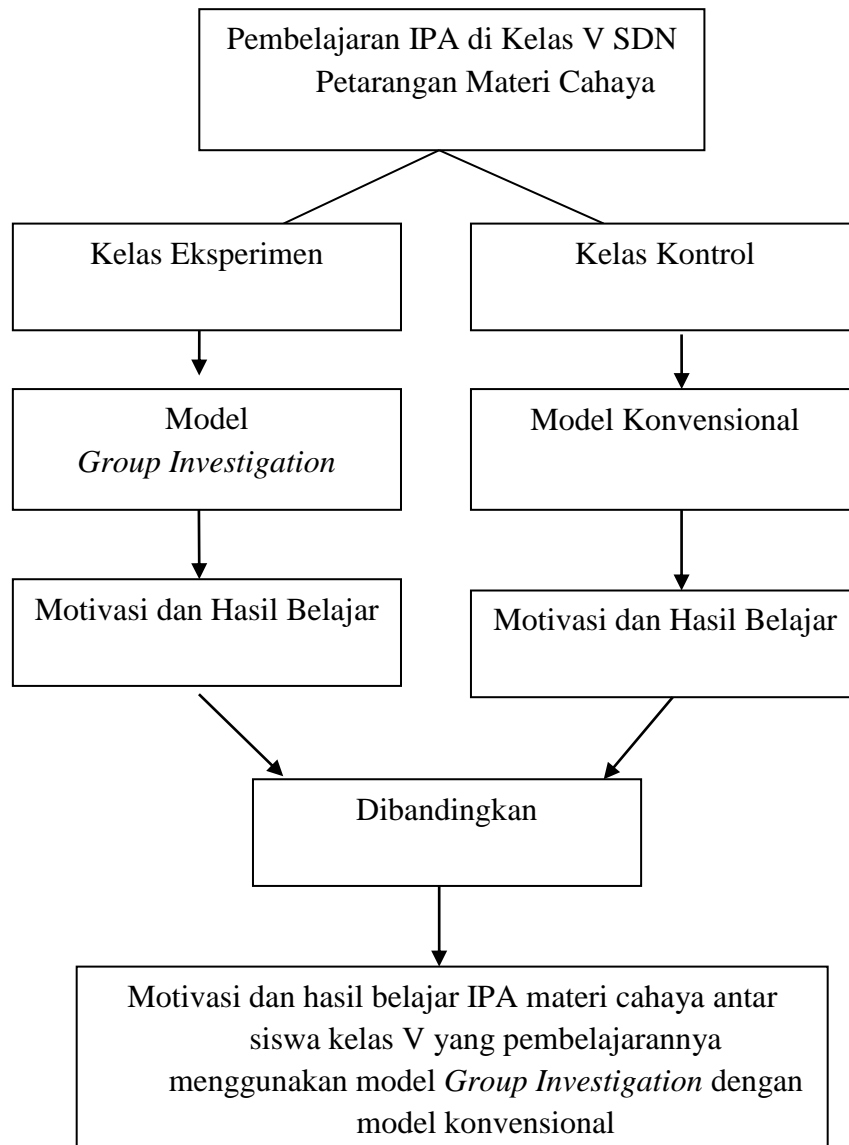 Pembelajaran IPA di Kelas V SDN
Petarangan Materi Cahaya
Kelas Eksperimen
Kelas Kontrol
Model
Group Investigation
Model Konvensional
Motivasi dan Hasil Belajar
Motivasi dan Hasil Belajar
Dibandingkan
Motivasi dan hasil belajar IPA materi cahaya antar
siswa kelas V yang pembelajarannya
menggunakan model Group Investigation dengan
model konvensional